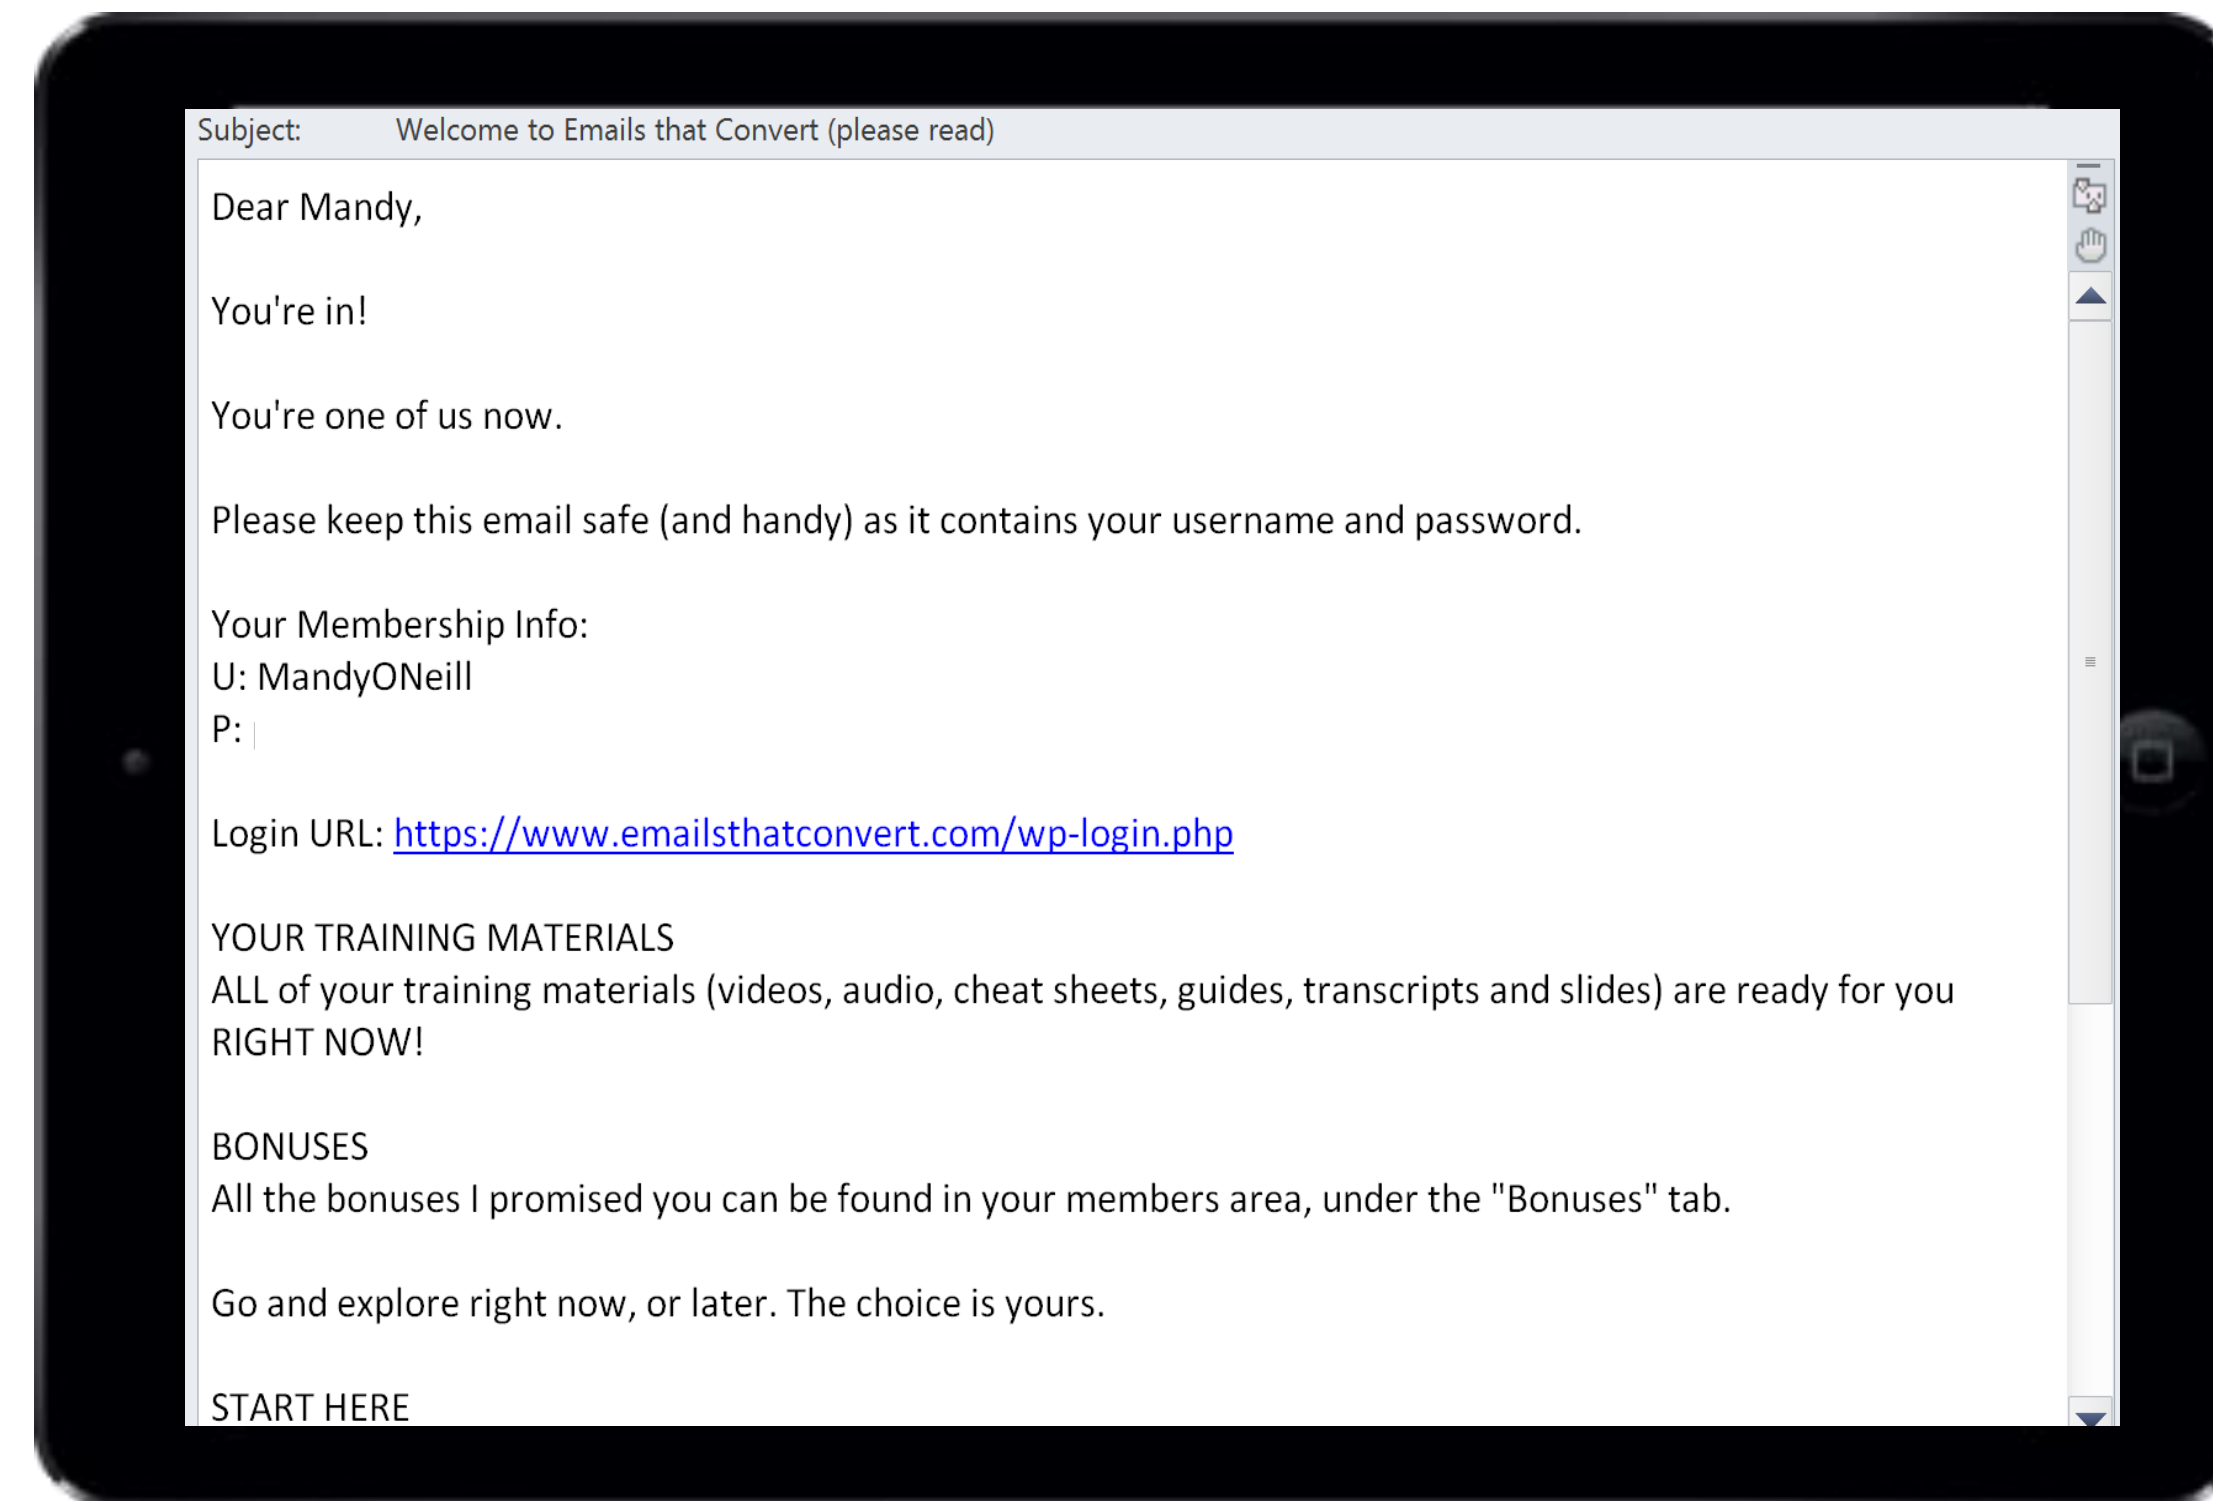 Subject: Welcome to Emails that Convert (please read)
Dear Mandy,
You're in!
You're one of us now.
Please keep this email safe (and handy) as it contains your username and password.
Your Membership Info:
U: MandyONeill
P:
Login URL: https://www.emailsthatconvert.com/wp-login.php
YOUR TRAINING MATERIALS
ALL of your training materials (videos, audio, cheat sheets, guides, transcripts and slides) are ready for you
RIGHT NOW!
BONUSES
All the bonuses I promised you can be found in your members area, under the "Bonuses" tab.
Go and explore right now, or later. The choice is yours.
START HERE